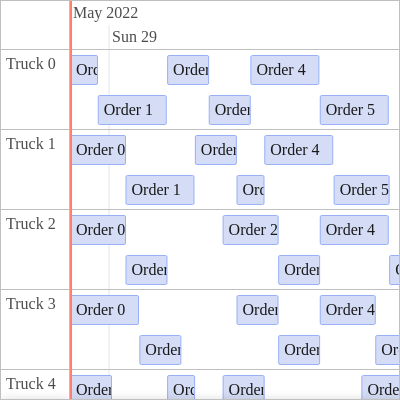 May 2022
Sun 29
Truck 0
Ord Order Order 4
Order 1 Order Order 5
Truck 1
Order 0 Order Order 4
Order 1 Ord Order 5
Truck 2
Order 0 Order 2 Order 4
Order Order
Truck 3
Order 0 Order Order 4
Order Order Or
Truck 4
Order Ord Order Orde